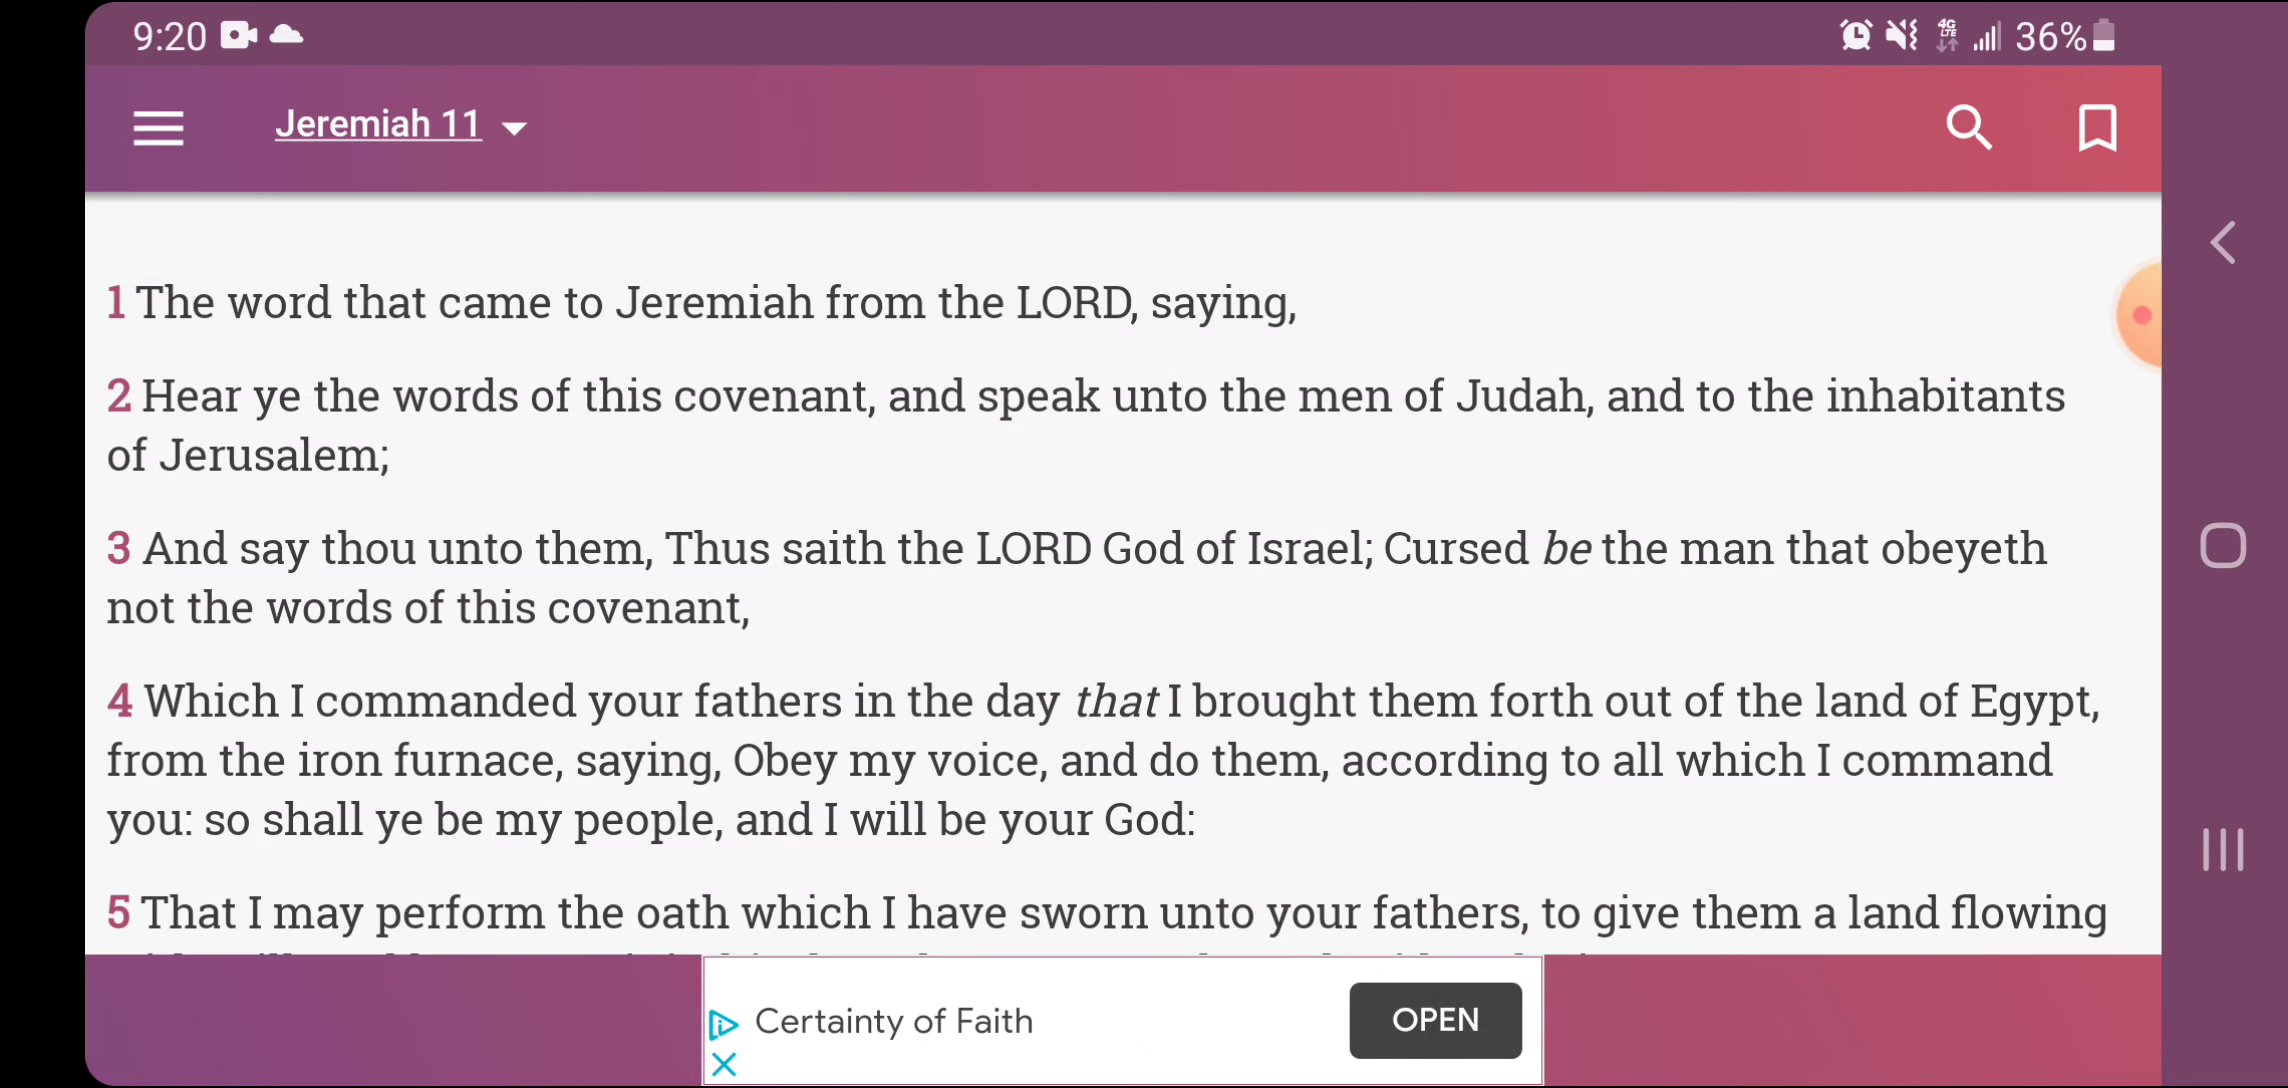 9:20
4G
LTE
36%
Jeremiah 11
1 The word that came to Jeremiah from the LORD, saying,
2 Hear ye the words of this covenant, and speak unto the men of Judah, and to the inhabitants
of Jerusalem;
3 And say thou unto them, Thus saith the LORD God of Israel; Cursed be the man that obeyeth
not the words of this covenant,
4 Which I commanded your fathers in the day that I brought them forth out of the land of Egypt,
from the iron furnace, saying, Obey my voice, and do them, according to all which I command
you: so shall ye be my people, and I will be your God:
5 That I may perform the oath which I have sworn unto your fathers, to give them a land flowing
Certainty of Faith
OPEN